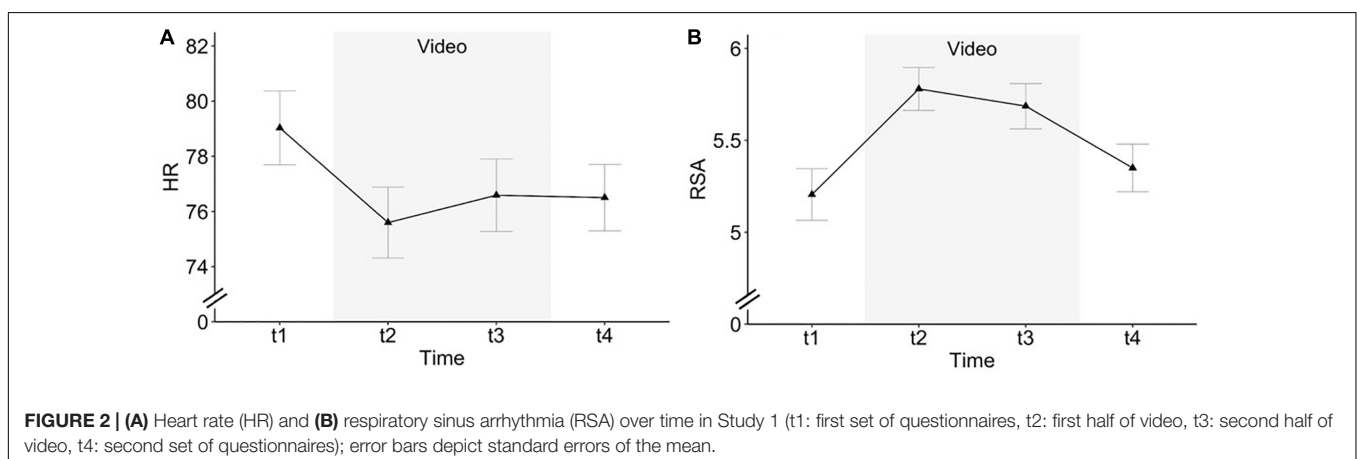 A
82
80
78
76
74
0
HR
Video
t1 t2 t3 t4
Time
B
6
5.5
5
0
RSA
Video
t1 t2 t3 t4
Time
FIGURE 2 | (A) Heart rate (HR) and (B) respiratory sinus arrhythmia (RSA) over time in Study 1 (t1: first set of questionnaires, t2: first half of video, t3: second half of
video, t4: second set of questionnaires); error bars depict standard errors of the mean.